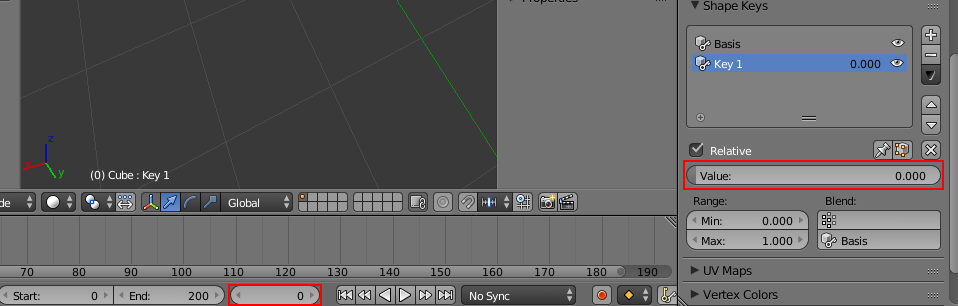 Properties
Shape Keys
Basis
Key 1 0.000
Relative
Value: 0.000
Range: Blend:
Min: 0.000
Max: 1.000 Basis
UV Maps
Vertex Colors
z
x
y
(0) Cube : Key 1
de Global
70 80 90 100 110 120 130 140 150 160 170 180 190
Start: 0 End: 200 0 No Sync